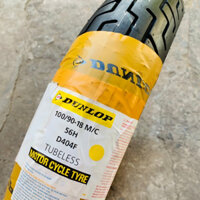 DUNLOP
DUNLOP
100/90-18 M/C
56H
D404F
TUBELESS
MOTOR CYCLE TYRE